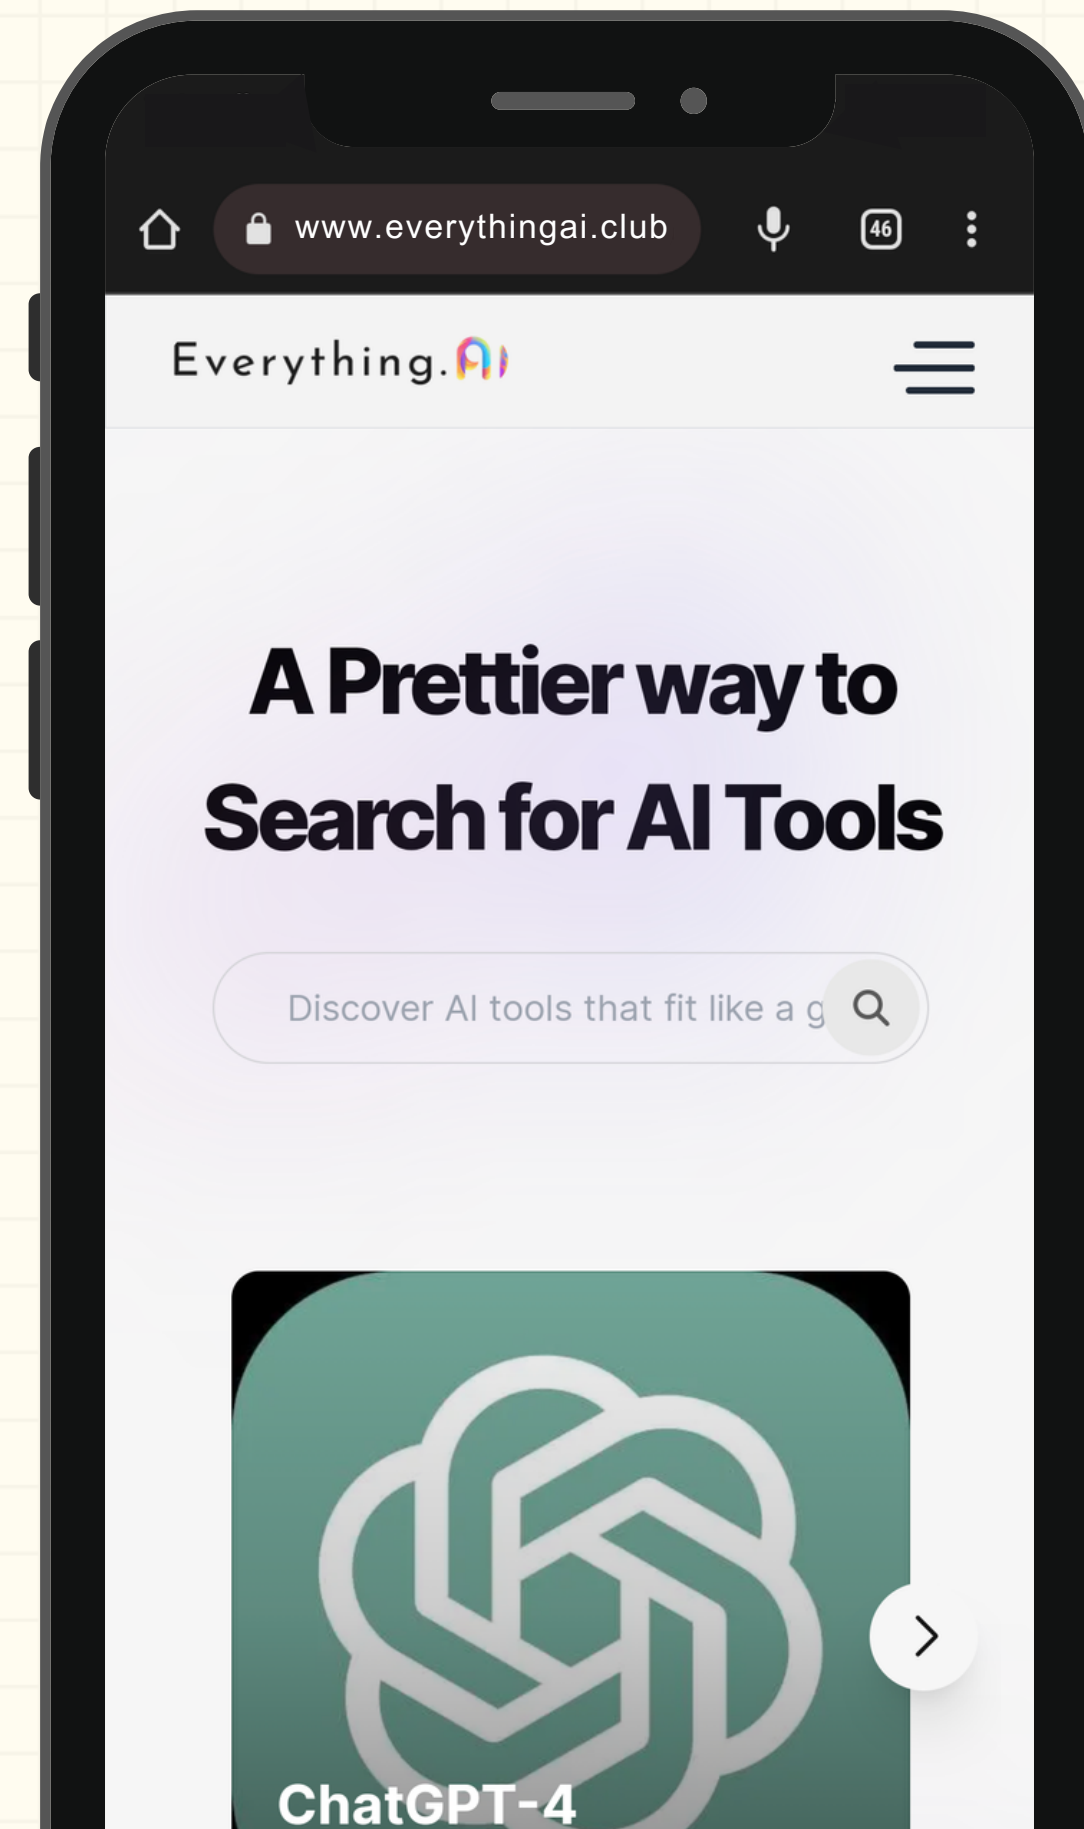 www.everythingai.club
46
Everything.AI
A Prettier way to
Search for AI Tools
Discover AI tools that fit like a g
ChatGPT-4